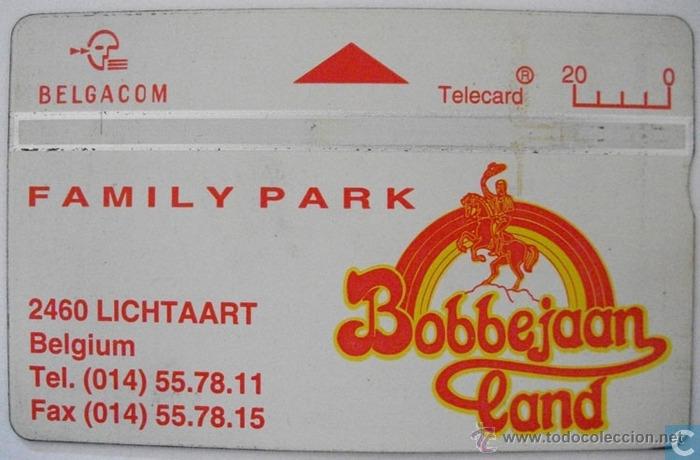 BELGACOM
Telecard ®
20 0
FAMILY PARK
Bobbejaan
Land
2460 LICHTAART
Belgium
Tel. (014) 55.78.11
Fax (014) 55.78.15
© www.todocoleccion.net
C